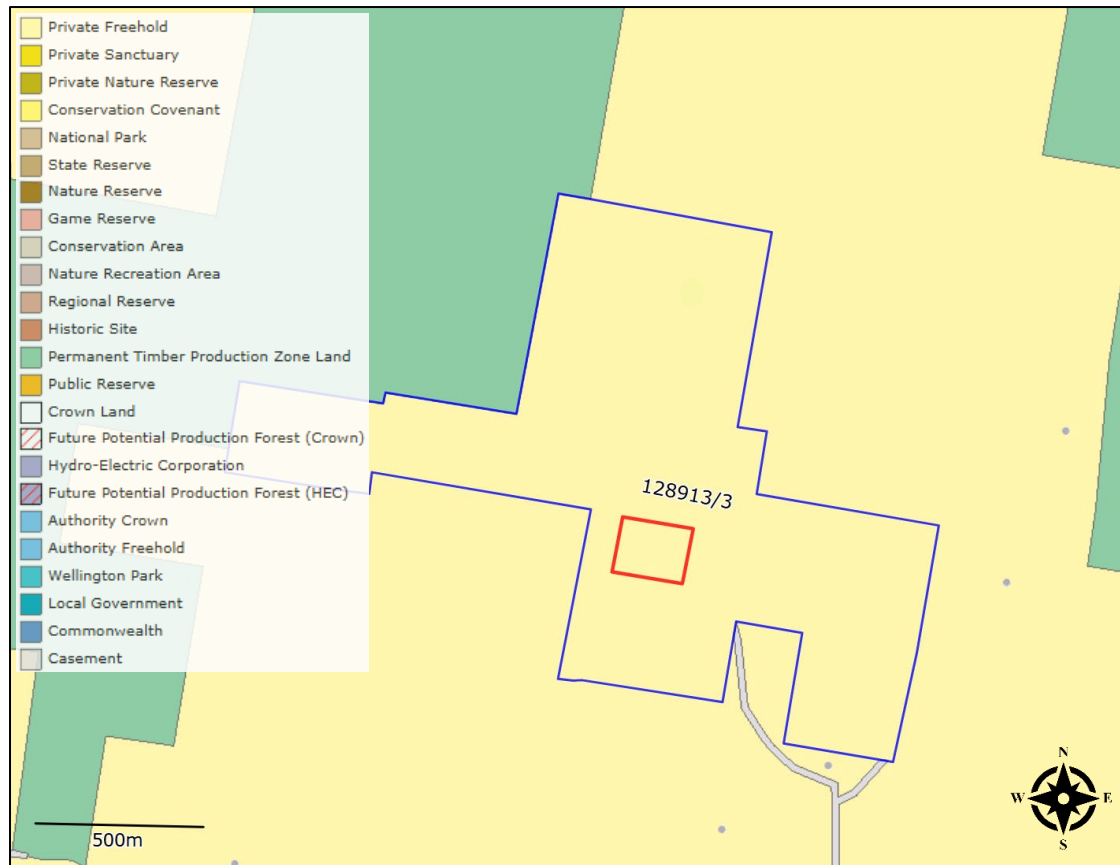 Private Freehold
Private Sanctuary
Private Nature Reserve
Conservation Covenant
National Park
State Reserve
Nature Reserve
Game Reserve
Conservation Area
Nature Recreation Area
Regional Reserve
Historic Site
Permanent Timber Production Zone Land
Public Reserve
Crown Land
Future Potential Production Forest (Crown)
Hydro-Electric Corporation
Future Potential Production Forest (HEC)
Authority Crown
Authority Freehold
Wellington Park
Local Government
Commonwealth
Casement
128913/3
500m
N
W E
S